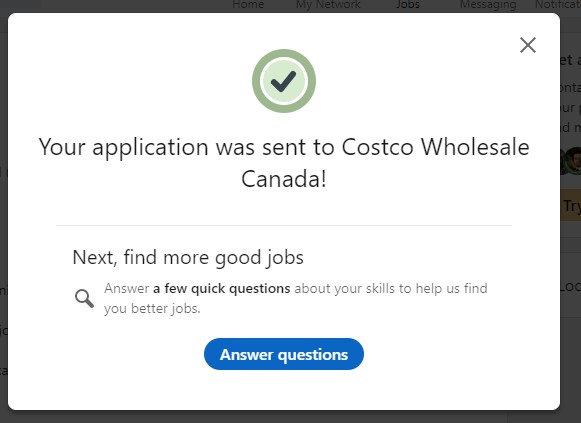 Home My Network Jobs Messaging
Your application was sent to Costco Wholesale
Canada!
Next, find more good jobs
Answer a few quick questions about your skills to help us find
you better jobs.
Answer questions
Try